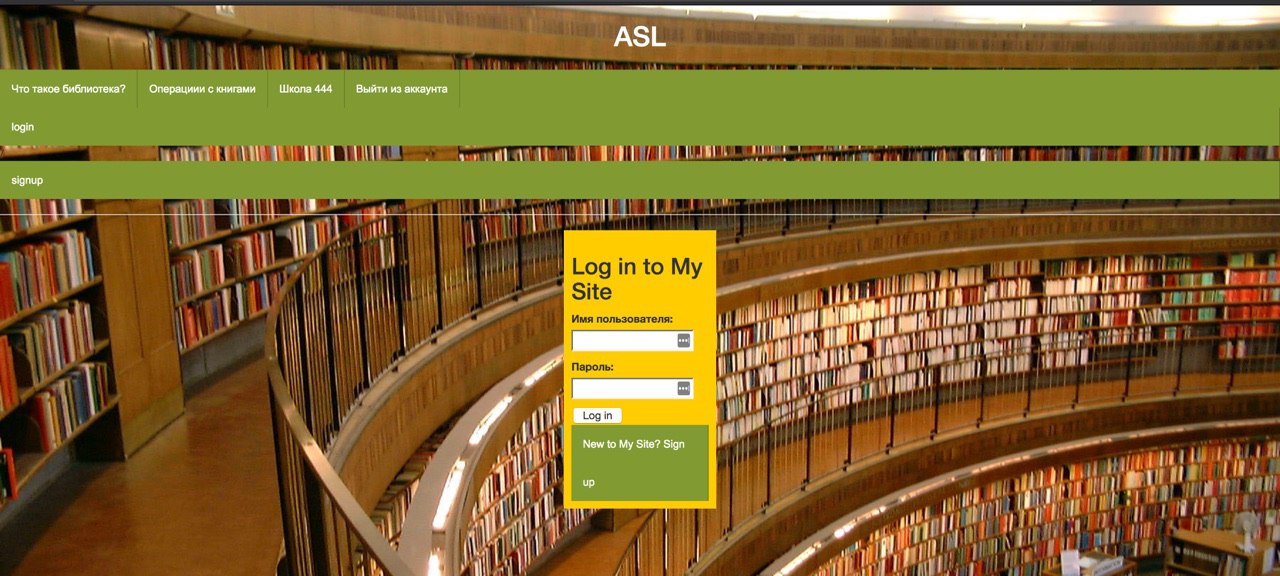 ASL
Что такое библиотека?
Операциии с книгами
Школа 444
Выйти из аккаунта
login
signup
Log in to My
Site
Имя пользователя:
Пароль:
Log in
New to My Site? Sign
up